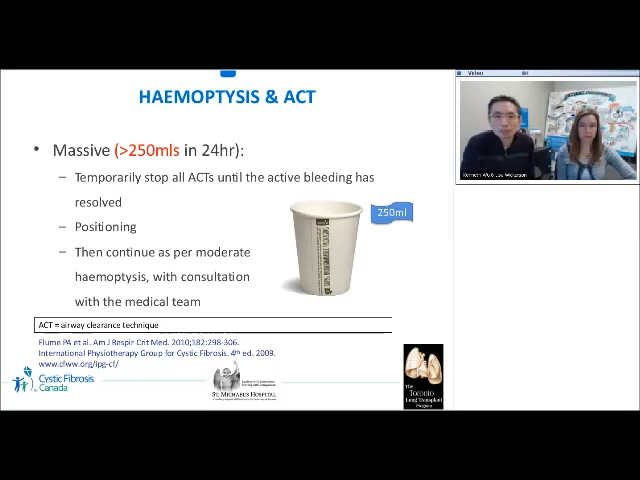 Video
HAEMOPTYSIS & ACT
• Massive (>250mls in 24hr):
– Temporarily stop all ACTs until the active bleeding has
resolved
250ml
– Positioning
– Then continue as per moderate
haemoptysis, with consultation
with the medical team
ACT = airway clearance technique
Flume PA et al. Am J Respir Crit Med. 2010;182:298-306.
International Physiotherapy Group for Cystic Fibrosis. 4th ed. 2009.
www.cfww.org/ipg-cf/
Cystic Fibrosis
Canada
ST. MICHAEL'S HOSPITAL
The
Toronto
Lung Transplant
Program